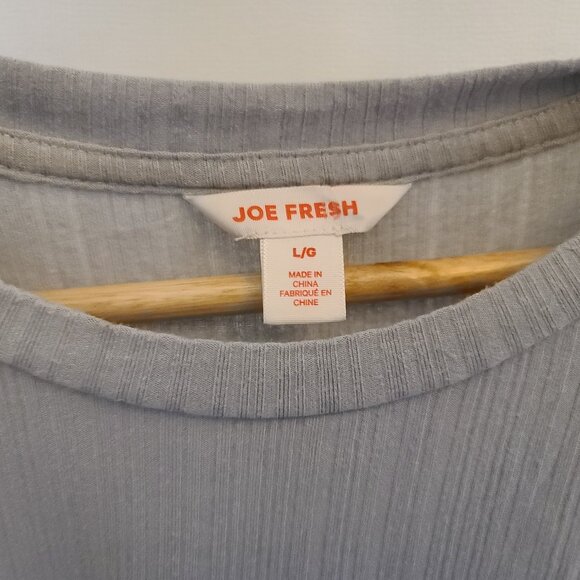 JOE FRESH
L/G
MADE IN
CHINA
FABRIQUÉ EN
CHINE